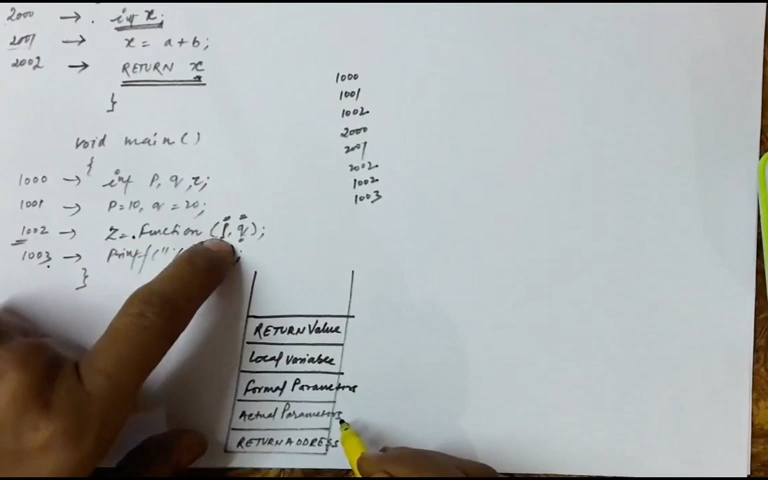 2000 → int x;
2001 → x = a+b;
2002 → RETURN x
}
void main()
{
1000 → int P, q, z;
1001 → P=10, q=20;
1002 → Z=.Function (P, q);
1003 → Printf("
}
1000
1001
1002
2000
2001
2002
1002
1003
RETURN Value
Local Variable
Formal Parameters
Actual Parameters
RETURN ADDRESS